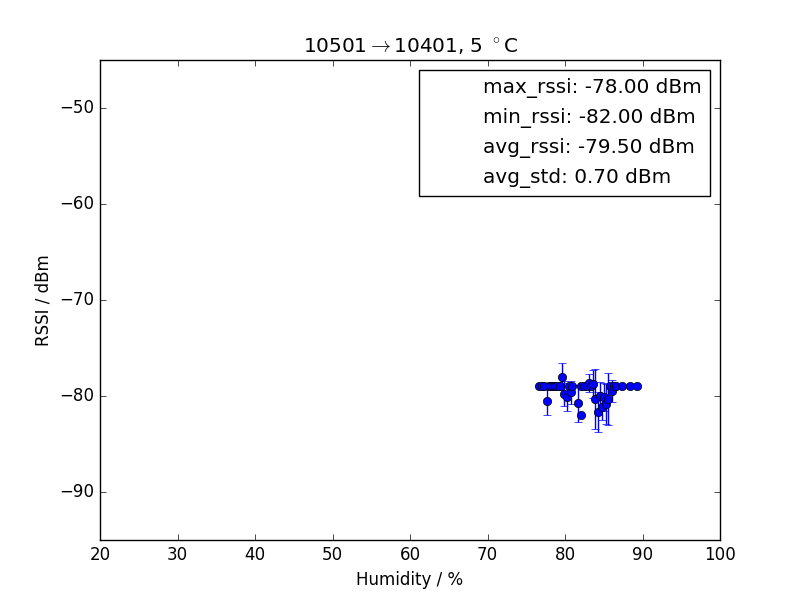 10501→10401, 5 °C
max_rssi: -78.00 dBm
min_rssi: -82.00 dBm
avg_rssi: -79.50 dBm
avg_std: 0.70 dBm
RSSI / dBm
−50
−60
−70
−80
−90
20 30 40 50 60 70 80 90 100
Humidity / %